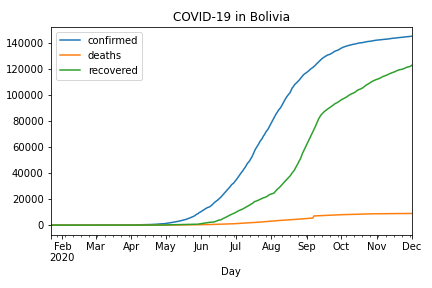 COVID-19 in Bolivia
confirmed
deaths
recovered
140000
120000
100000
80000
60000
40000
20000
0
Feb Mar Apr May Jun Jul Aug Sep Oct Nov Dec
2020
Day